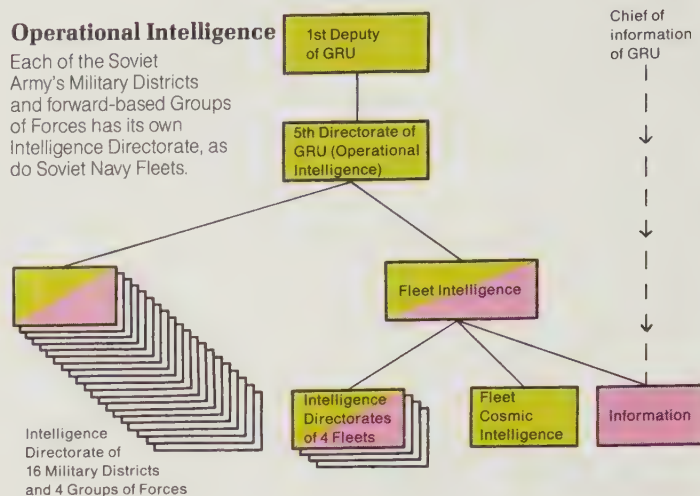 Operational Intelligence
Each of the Soviet
Army's Military Districts
and forward-based Groups
of Forces has its own
Intelligence Directorate, as
do Soviet Navy Fleets.
1st Deputy
of GRU
Chief of
information
of GRU
5th Directorate of
GRU (Operational
Intelligence)
Fleet Intelligence
Intelligence
Directorate of
16 Military Districts
and 4 Groups of Forces
Intelligence
Directorates
of 4 Fleets
Fleet
Cosmic
Intelligence
Information